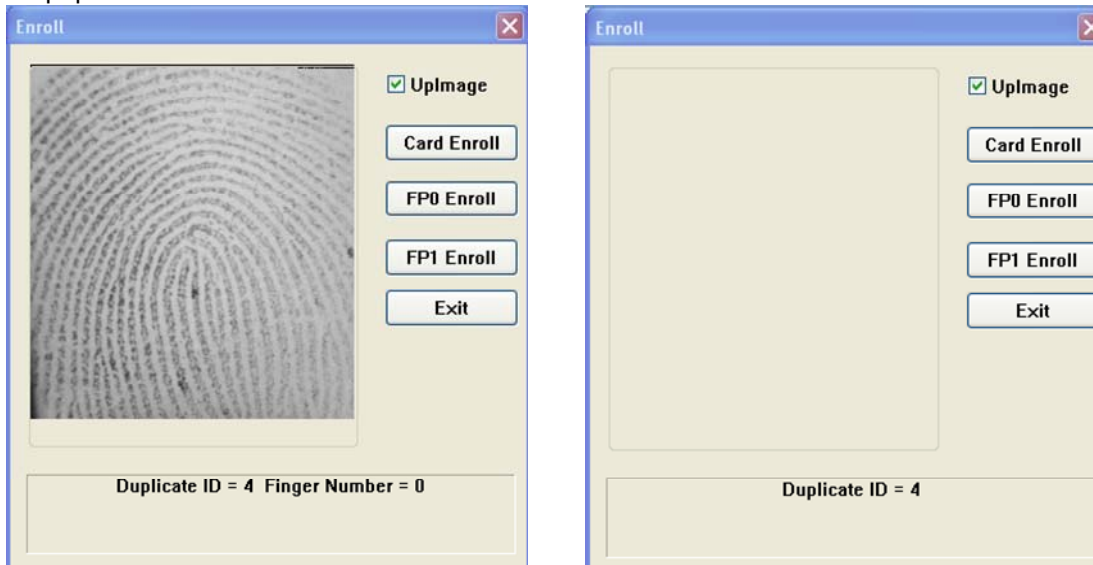 Enroll
UpImage
Card Enroll
FP0 Enroll
FP1 Enroll
Exit
Duplicate ID = 4 Finger Number = 0
Enroll
UpImage
Card Enroll
FP0 Enroll
FP1 Enroll
Exit
Duplicate ID = 4